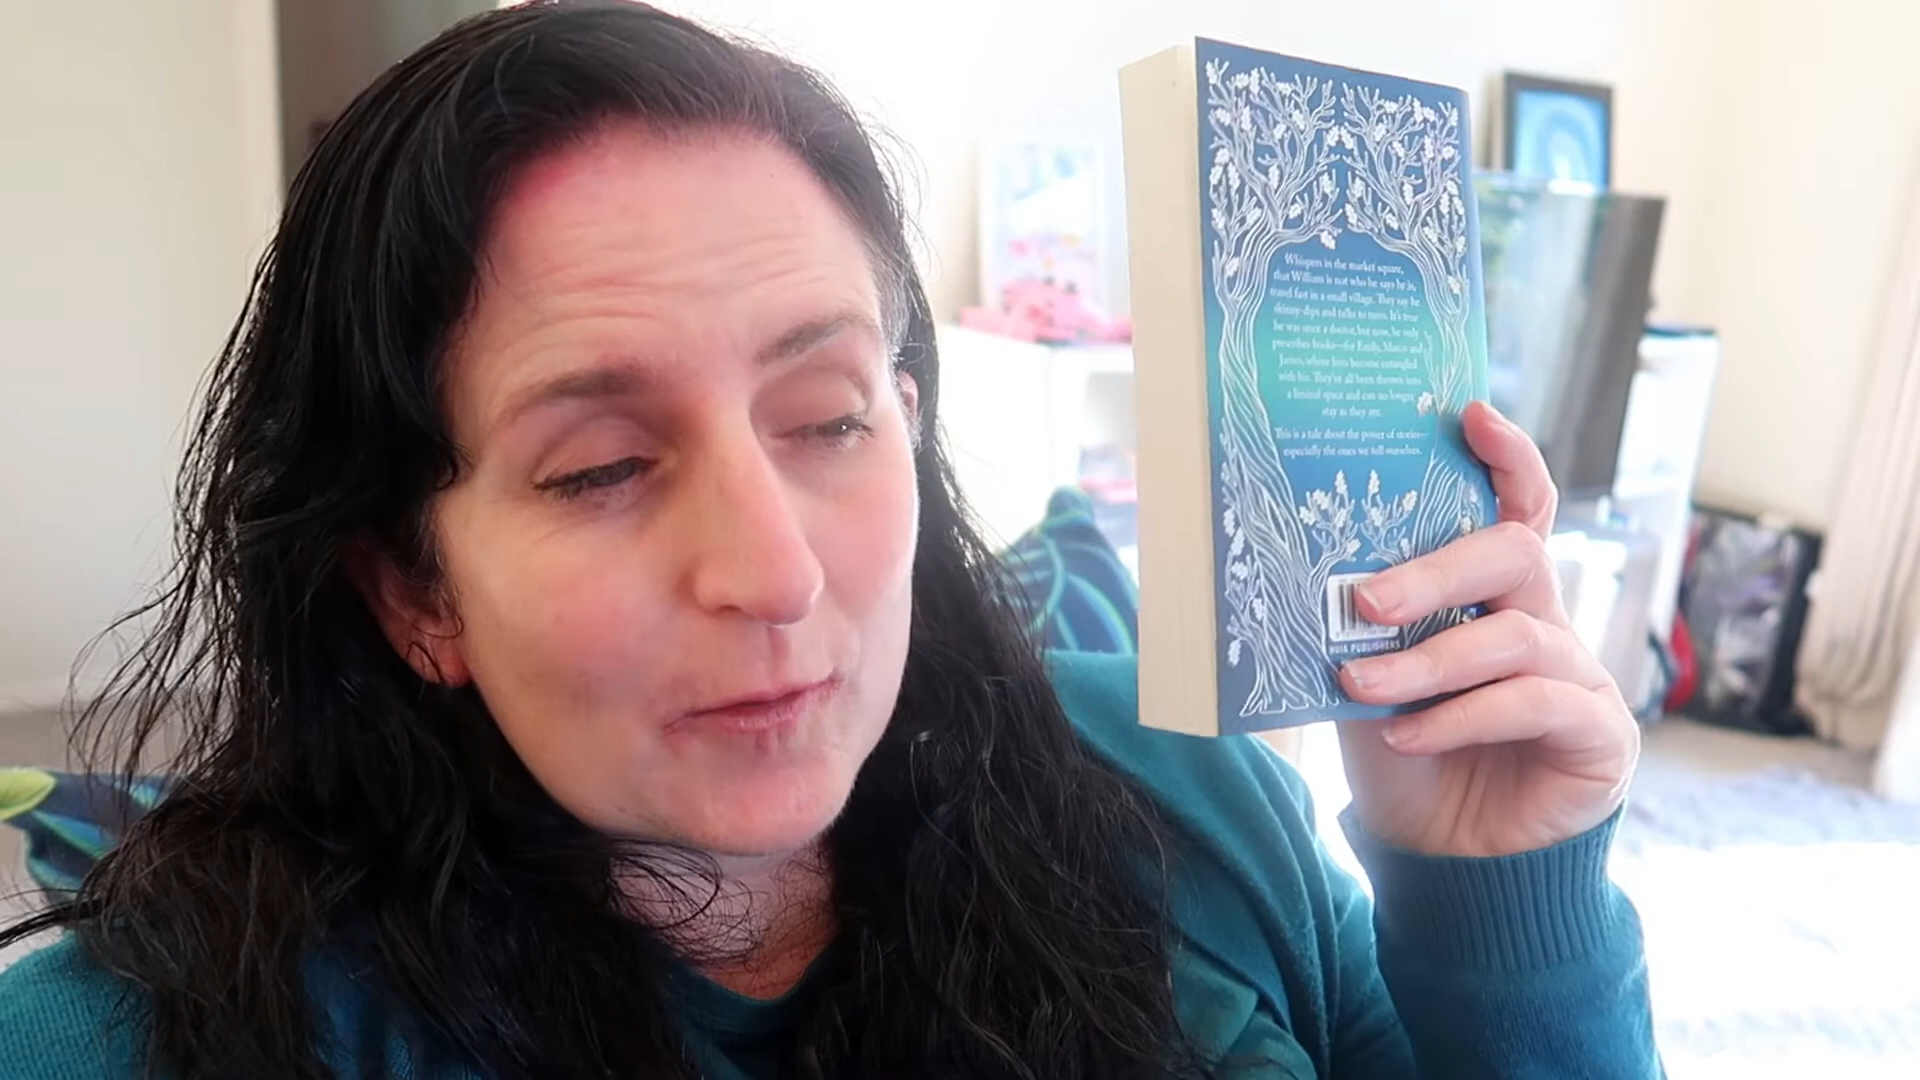 Whispers in the market square,
that William is not who he says he is,
travel fast in a small village. They say he
skinny-dips and talks to trees. It's true
he was once a doctor, but now, he only
prescribes books—for Emily, Marco and
James, whose lives become entangled
with his. They've all been thrown into
a liminal space and can no longer
stay as they are.
This is a tale about the power of stories—
especially the ones we tell ourselves.
HUIA PUBLISHERS